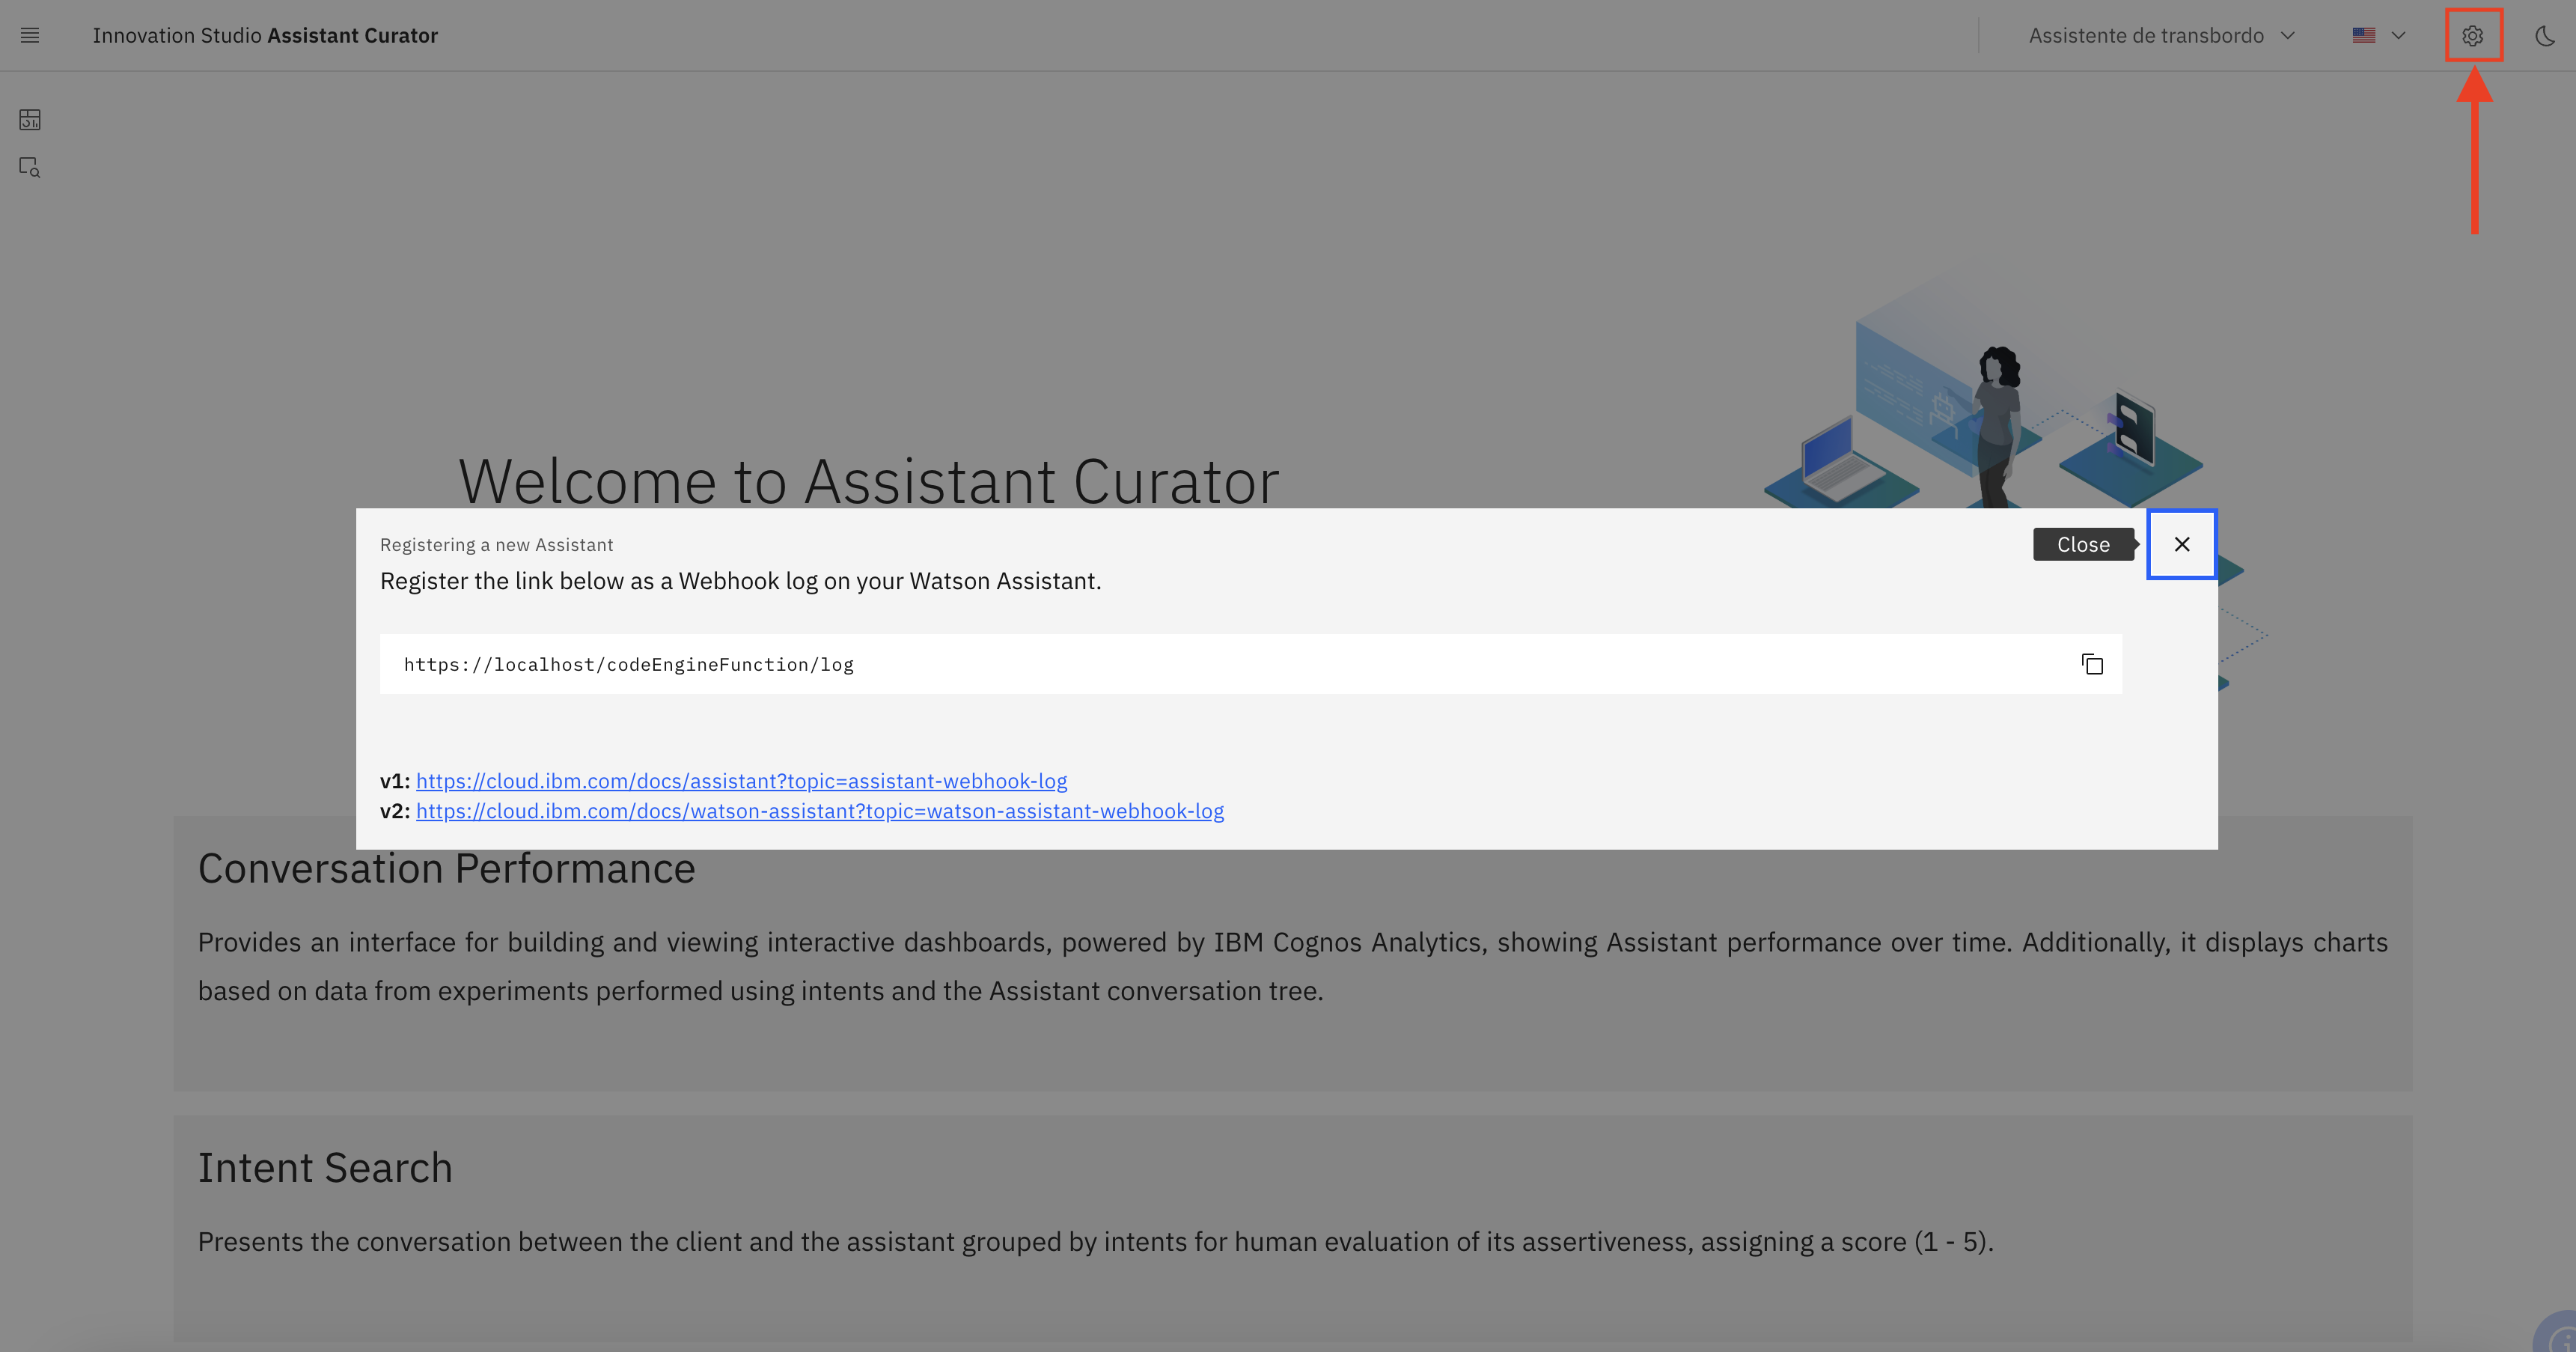 Innovation Studio Assistant Curator
Assistente de transbordo
Welcome to Assistant Curator
Registering a new Assistant
Close
Register the link below as a Webhook log on your Watson Assistant.
https://localhost/codeEngineFunction/log
v1: https://cloud.ibm.com/docs/assistant?topic=assistant-webhook-log
v2: https://cloud.ibm.com/docs/watson-assistant?topic=watson-assistant-webhook-log
Conversation Performance
Provides an interface for building and viewing interactive dashboards, powered by IBM Cognos Analytics, showing Assistant performance over time. Additionally, it displays charts
based on data from experiments performed using intents and the Assistant conversation tree.
Intent Search
Presents the conversation between the client and the assistant grouped by intents for human evaluation of its assertiveness, assigning a score (1 - 5).